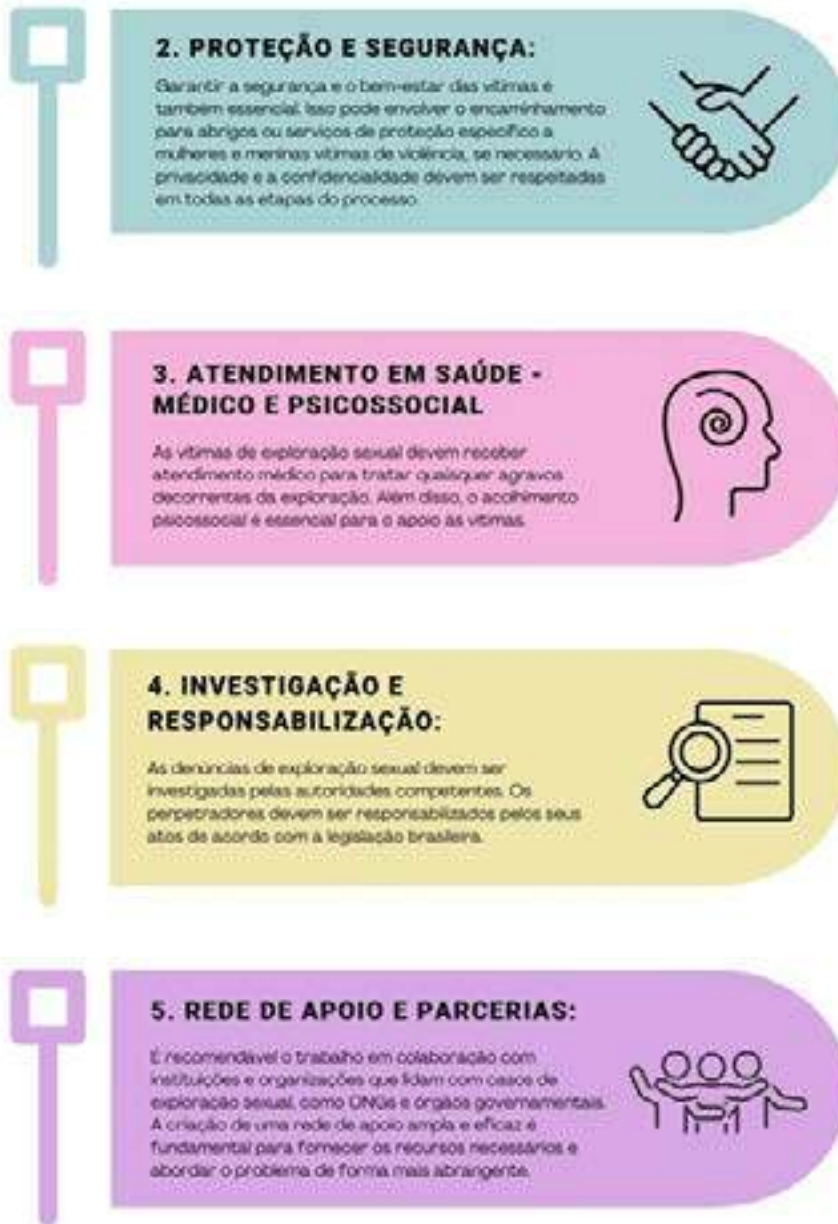 2. PROTEÇÃO E SEGURANÇA:
Garantir a segurança e o bem-estar das vítimas é
também essencial. Isso pode envolver o encaminhamento
para abrigos ou serviços de proteção específico a
mulheres e meninas vítimas de violência, se necessário. A
privacidade e a confidencialidade devem ser respeitadas
em todas as etapas do processo.
3. ATENDIMENTO EM SAÚDE -
MÉDICO E PSICOSSOCIAL
As vítimas de exploração sexual devem receber
atendimento médico para tratar quaisquer agravos
decorrentes da exploração. Além disso, o acolhimento
psicossocial é essencial para o apoio às vítimas.
4. INVESTIGAÇÃO E
RESPONSABILIZAÇÃO:
As denúncias de exploração sexual devem ser
investigadas pelas autoridades competentes. Os
perpetradores devem ser responsabilizados pelos seus
atos de acordo com a legislação brasileira.
5. REDE DE APOIO E PARCERIAS:
É recomendável o trabalho em colaboração com
instituições e organizações que lidam com casos de
exploração sexual, como ONGs e órgãos governamentais.
A criação de uma rede de apoio ampla e eficaz é
fundamental para fornecer os recursos necessários e
abordar o problema de forma mais abrangente.